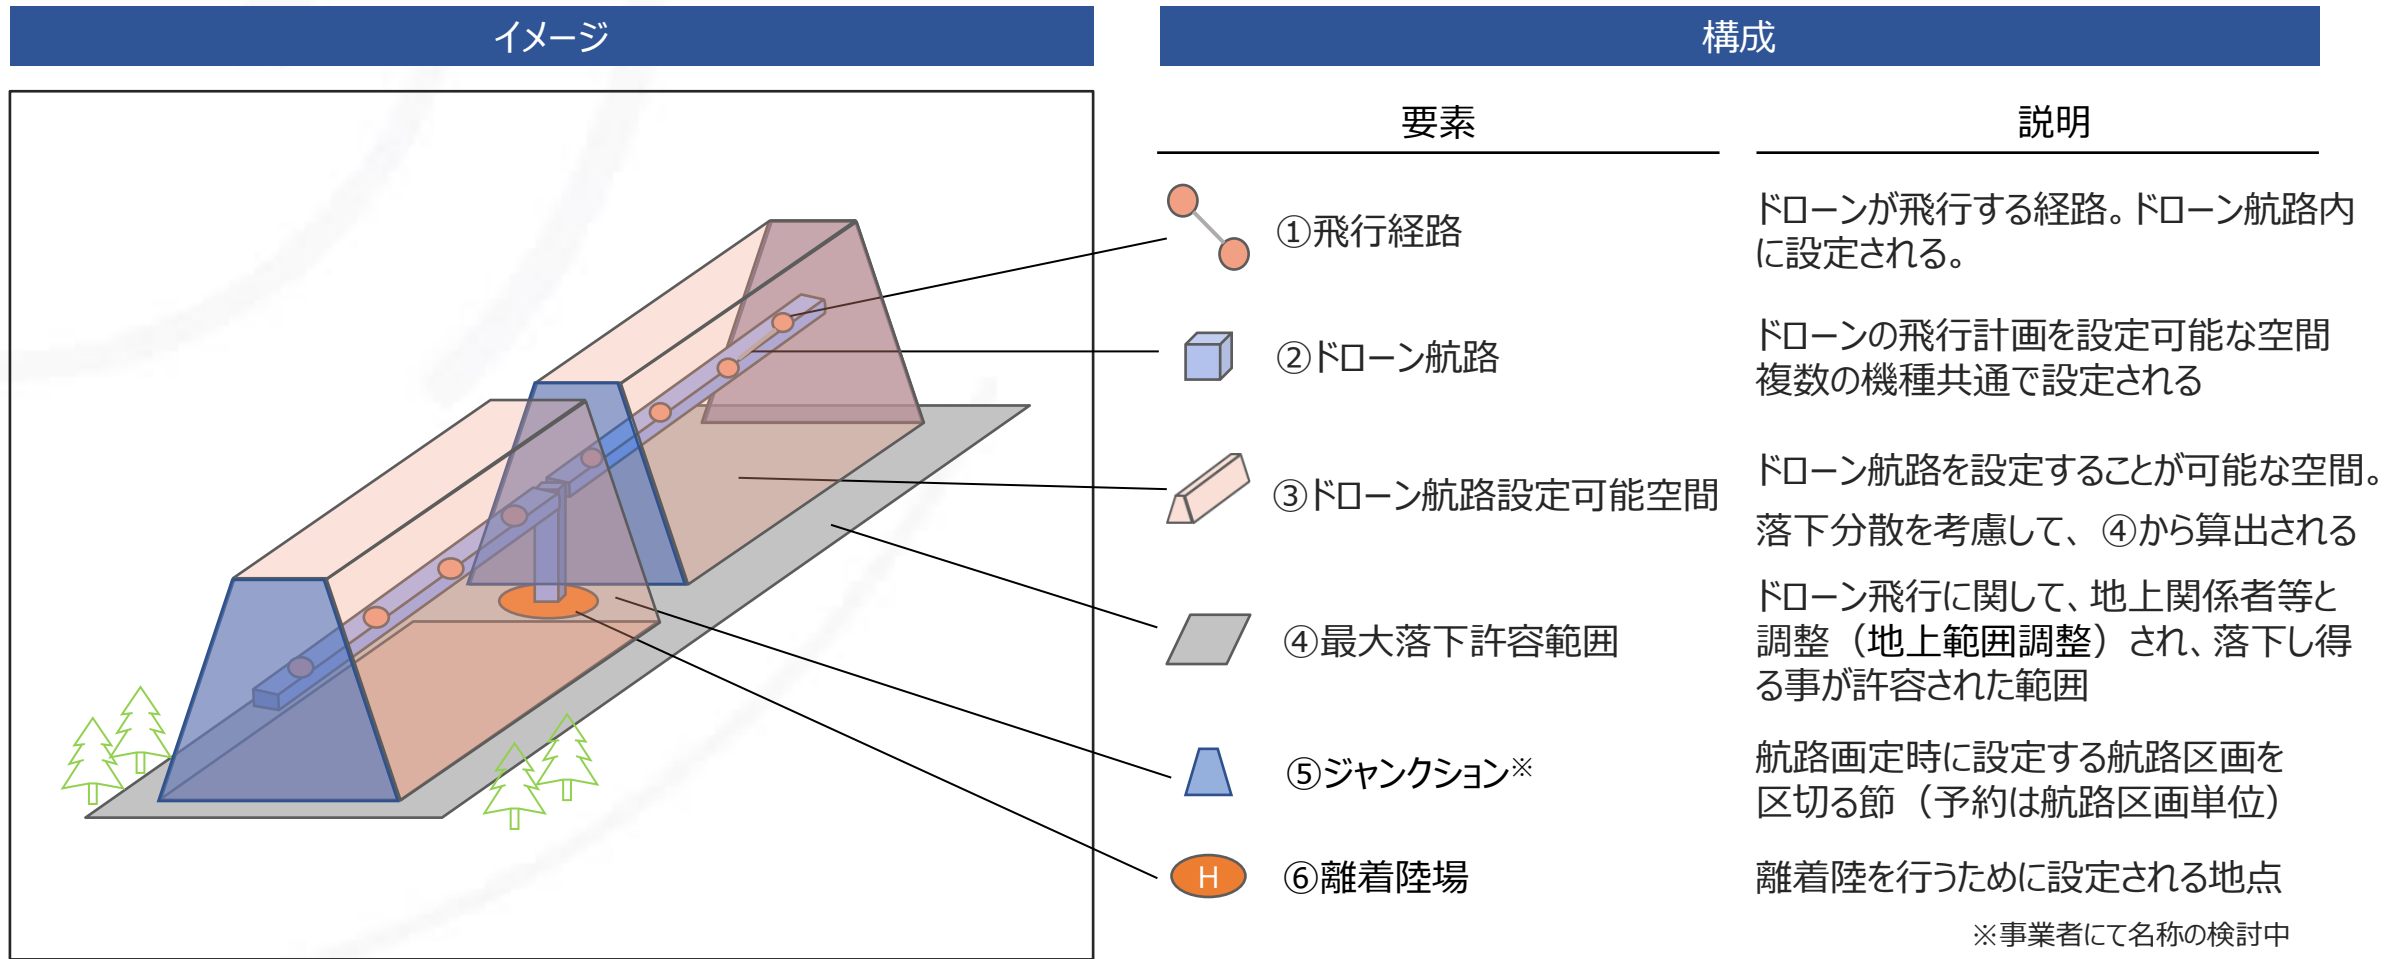 イメージ
構成
要素
説明
①飛行経路
ドローンが飛行する経路。ドローン航路内
に設定される。
②ドローン航路
ドローンの飛行計画を設定可能な空間
複数の機種共通で設定される
③ドローン航路設定可能空間
ドローン航路を設定することが可能な空間。
落下分散を考慮して、④から算出される
④最大落下許容範囲
ドローン飛行に関して、地上関係者等と
調整（地上範囲調整）され、落下し得
る事が許容された範囲
⑤ジャンクション※
航路画定時に設定する航路区画を
区切る節（予約は航路区画単位）
H
⑥離着陸場
離着陸を行うために設定される地点
※事業者にて名称の検討中